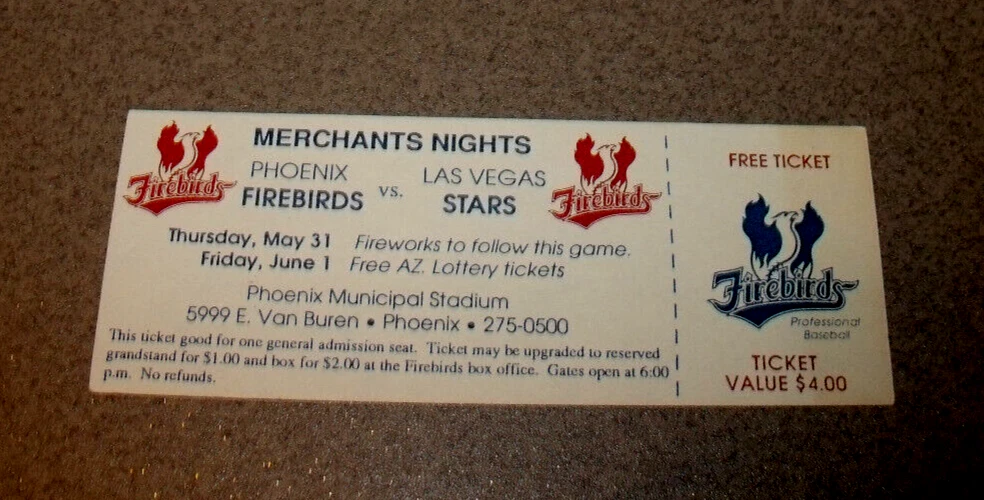 MERCHANTS NIGHTS
Firebirds
PHOENIX
FIREBIRDS
vs.
LAS VEGAS
STARS
Firebirds
Thursday, May 31 Fireworks to follow this game.
Friday, June 1 Free AZ. Lottery tickets
Phoenix Municipal Stadium
5999 E. Van Buren • Phoenix • 275-0500
This ticket good for one general admission seat. Ticket may be upgraded to reserved
grandstand for $1.00 and box for $2.00 at the Firebirds box office. Gates open at 6:00
p.m. No refunds.
FREE TICKET
Firebirds
Professional
Baseball
TICKET
VALUE $4.00